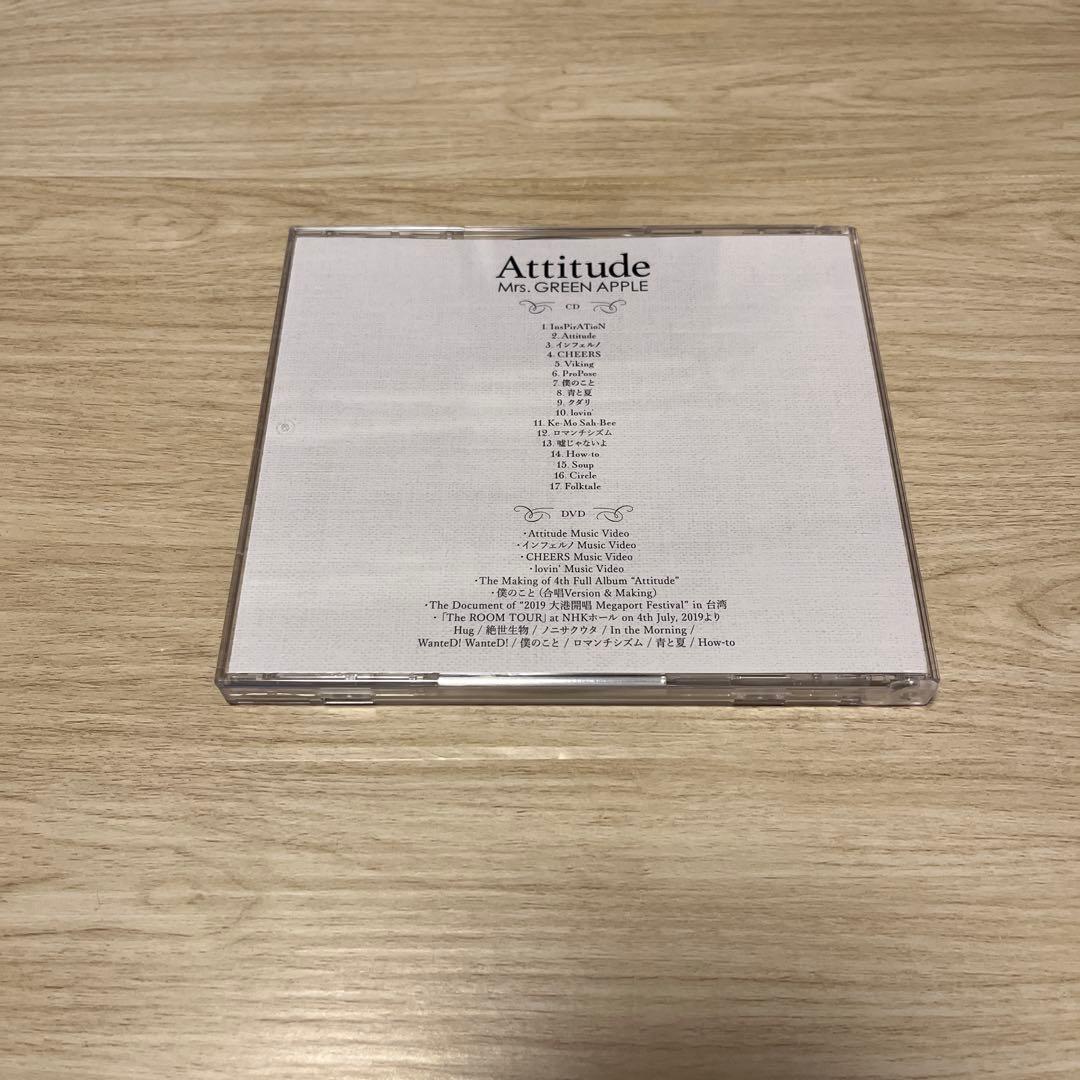 Attitude
Mrs. GREEN APPLE
CD
1. InsPirATioN
2. Attitude
3. インフェルノ
4. CHEERS
5. Viking
6. ProPose
7. 僕のこと
8. 青と夏
9. クダリ
10. lovin'
11. Ke-Mo Sah-Bee
12. ロマンチシズム
13. 嘘じゃないよ
14. How-to
15. Soup
16. Circle
17. Folktale
DVD
・Attitude Music Video
・インフェルノ Music Video
・CHEERS Music Video
・lovin' Music Video
・The Making of 4th Full Album “Attitude”
・僕のこと (合唱Version & Making)
・The Document of “2019 大港開唱 Megaport Festival” in 台湾
・「The ROOM TOUR」 at NHKホール on 4th July, 2019より
Hug / 絶世生物 / ノニサクウタ / In the Morning /
WanteD! WanteD! / 僕のこと / ロマンチシズム / 青と夏 / How-to